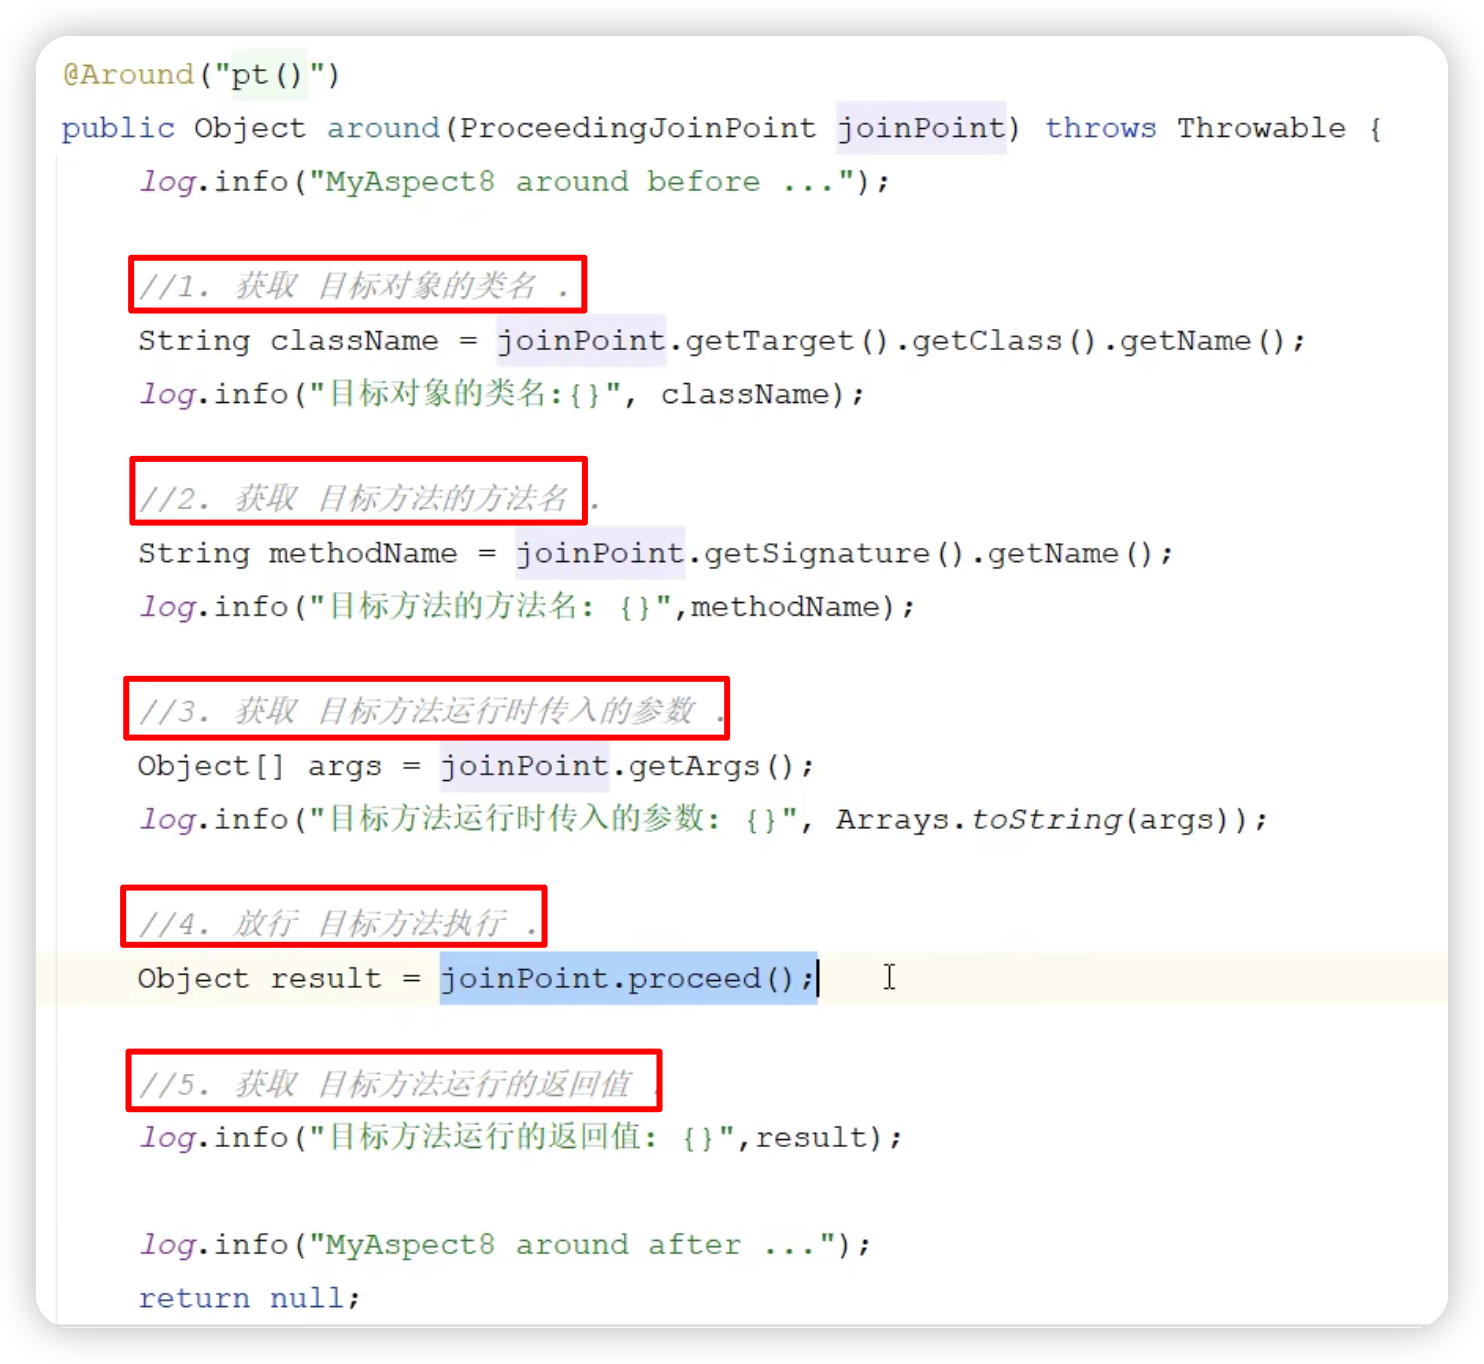 @Around("pt()")
public Object around(ProceedingJoinPoint joinPoint) throws Throwable {
log.info("MyAspect8 around before ...");
//1. 获取 目标对象的类名 .
String className = joinPoint.getTarget().getClass().getName();
log.info("目标对象的类名:{}", className);
//2. 获取 目标方法的方法名 .
String methodName = joinPoint.getSignature().getName();
log.info("目标方法的方法名: {}",methodName);
//3. 获取 目标方法运行时传入的参数 .
Object[] args = joinPoint.getArgs();
log.info("目标方法运行时传入的参数: {}", Arrays.toString(args));
//4. 放行 目标方法执行 .
Object result = joinPoint.proceed();
//5. 获取 目标方法运行的返回值 .
log.info("目标方法运行的返回值: {}",result);
log.info("MyAspect8 around after ...");
return null;